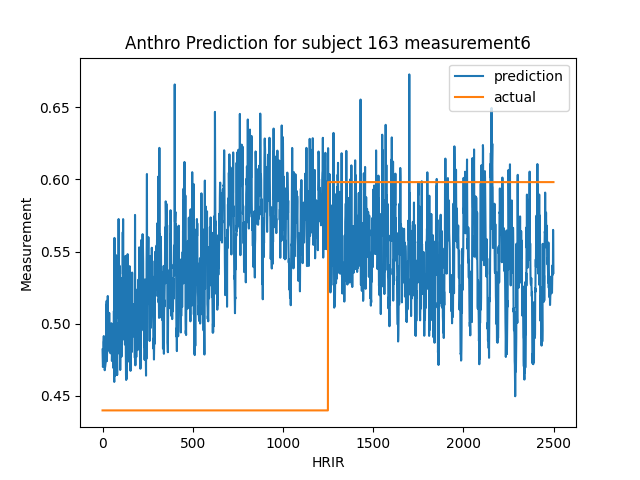 Anthro Prediction for subject 163 measurement6
prediction
actual
0.65
0.60
0.55
0.50
0.45
Measurement
0
500
1000
1500
2000
2500
HRIR